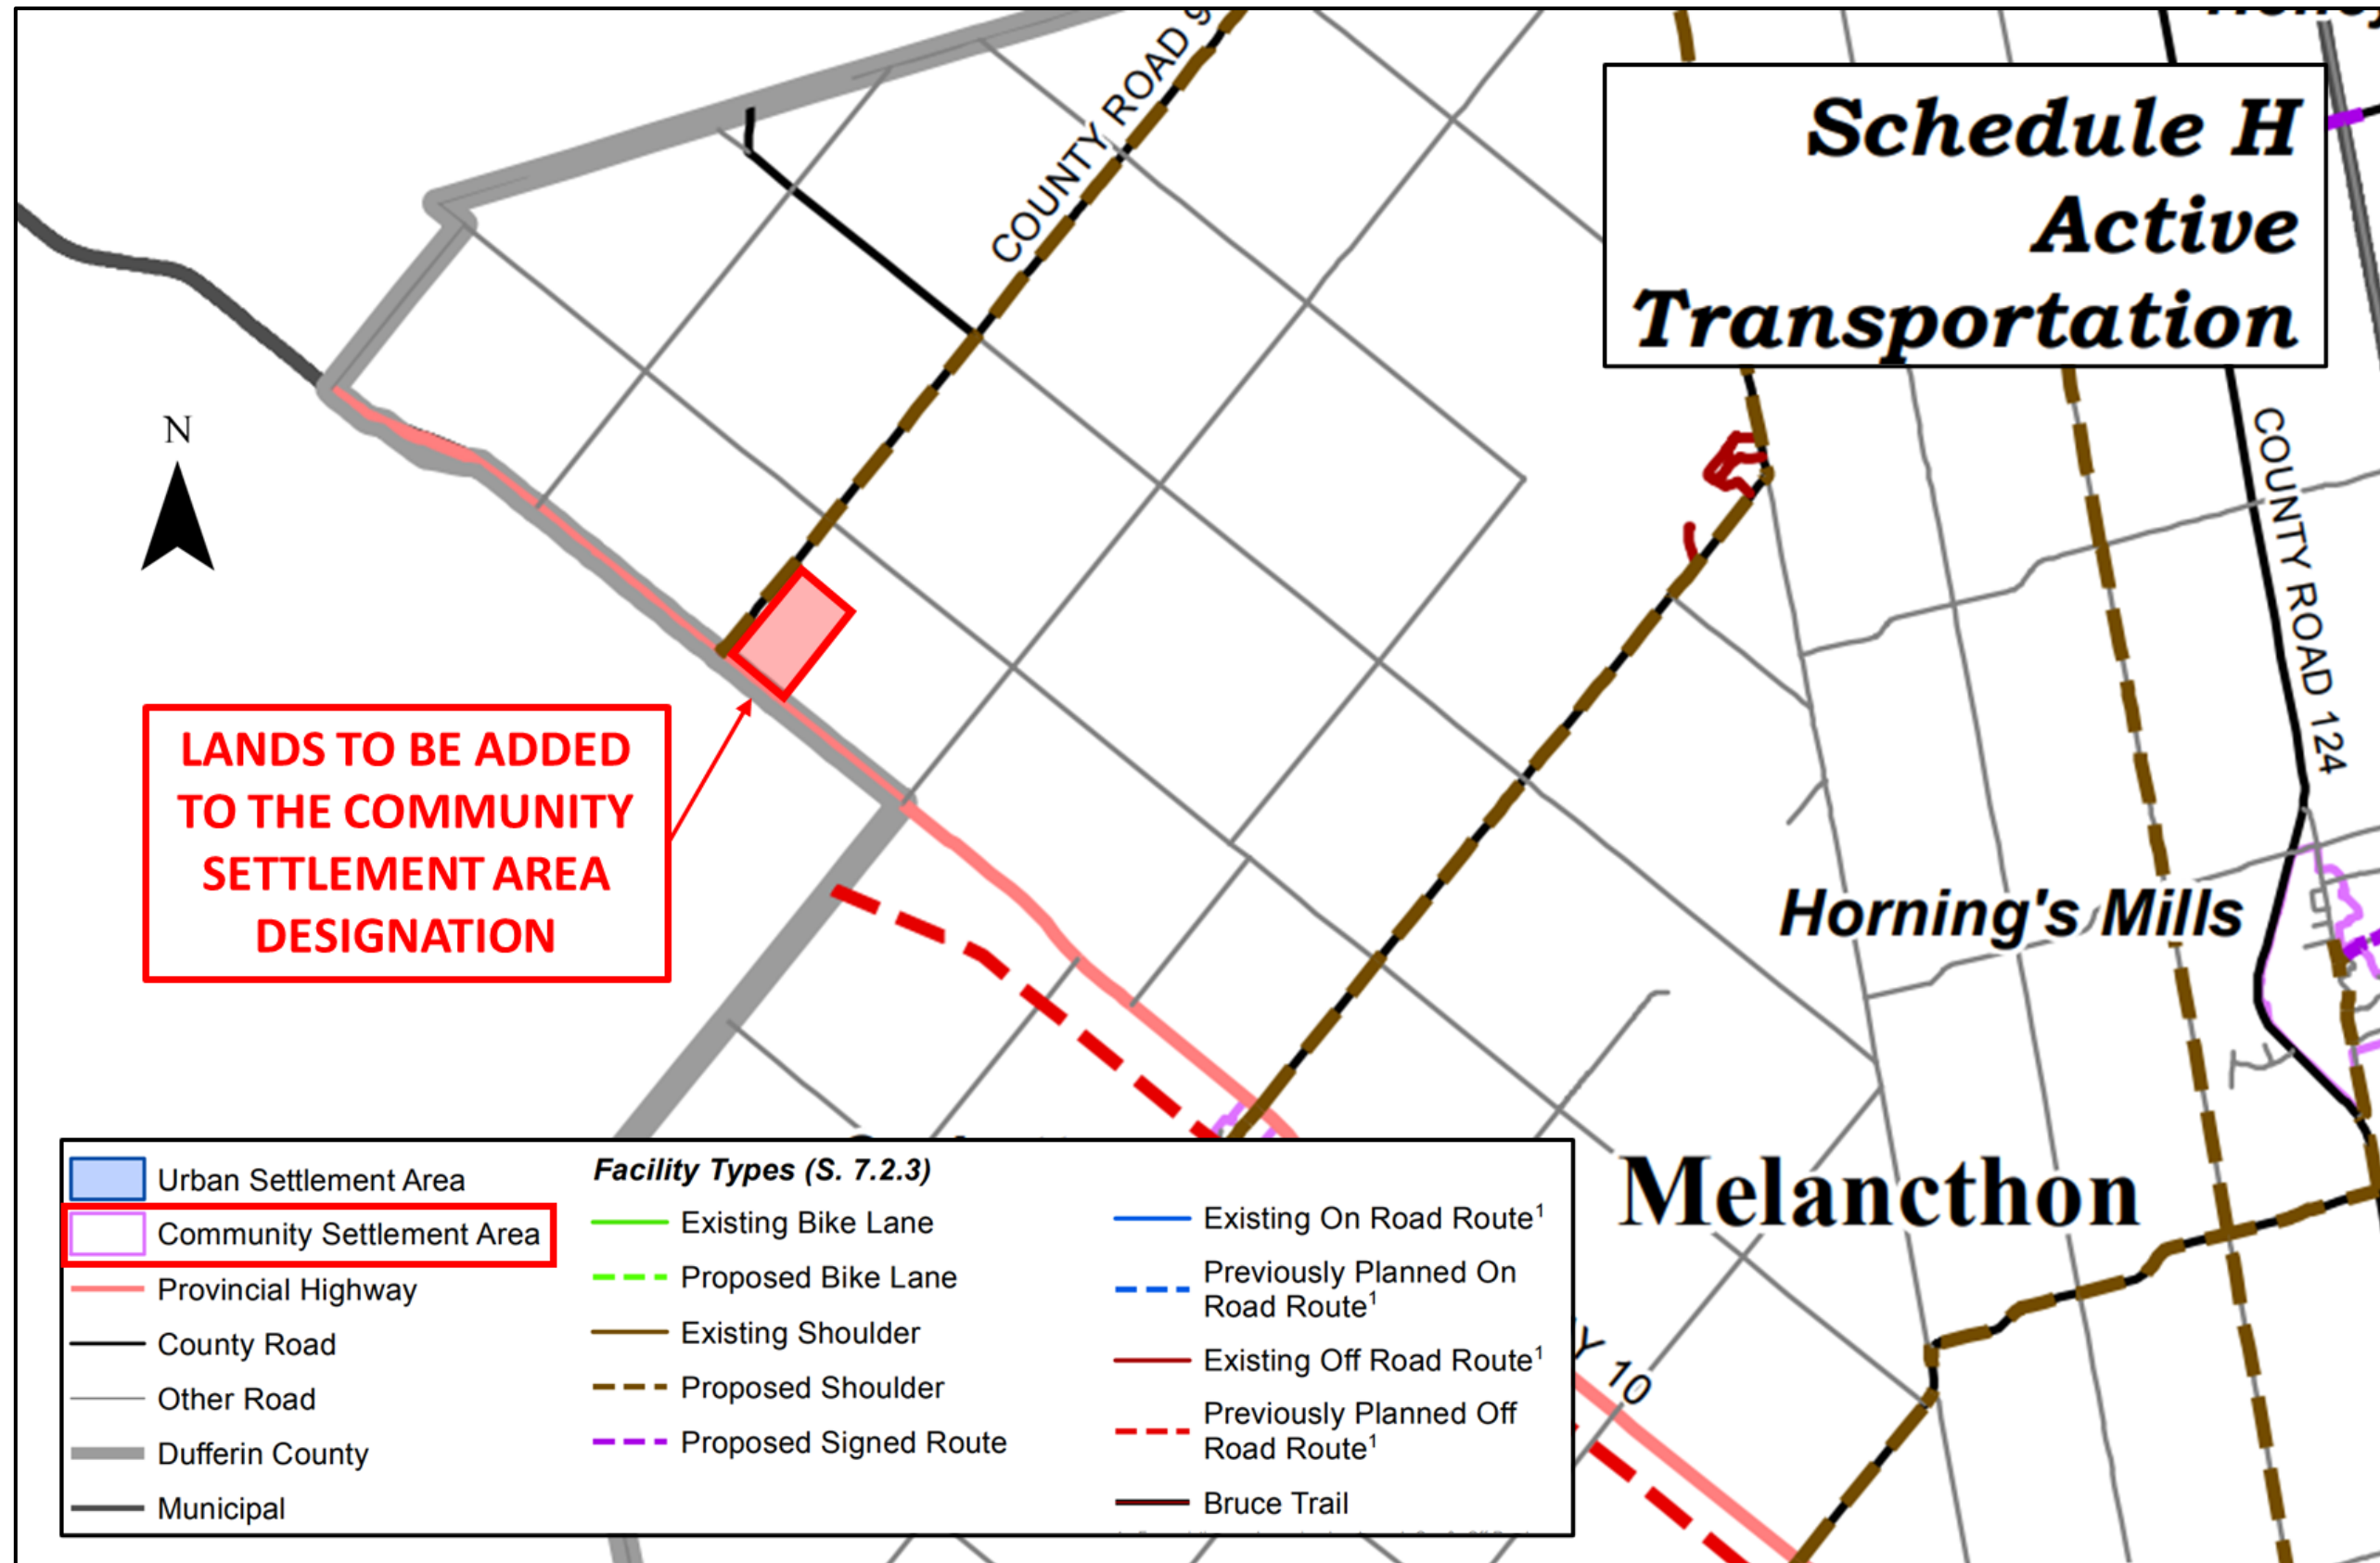 COUNTY ROAD 9
Schedule H
Active
Transportation
N
COUNTY ROAD 124
LANDS TO BE ADDED
TO THE COMMUNITY
SETTLEMENT AREA
DESIGNATION
Horning's Mills
Melancthon
Y 10
Urban Settlement Area
Community Settlement Area
Provincial Highway
County Road
Other Road
Dufferin County
Municipal
Facility Types (S. 7.2.3)
Existing Bike Lane
Proposed Bike Lane
Existing Shoulder
Proposed Shoulder
Proposed Signed Route
Existing On Road Route¹
Previously Planned On
Road Route¹
Existing Off Road Route¹
Previously Planned Off
Road Route¹
Bruce Trail